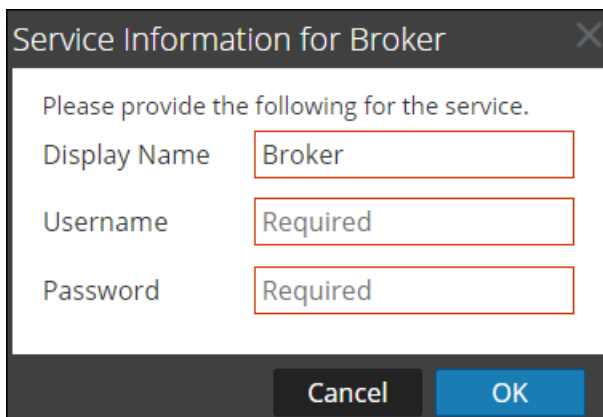 Service Information for Broker
Please provide the following for the service.
Display Name Broker
Username Required
Password Required
Cancel OK